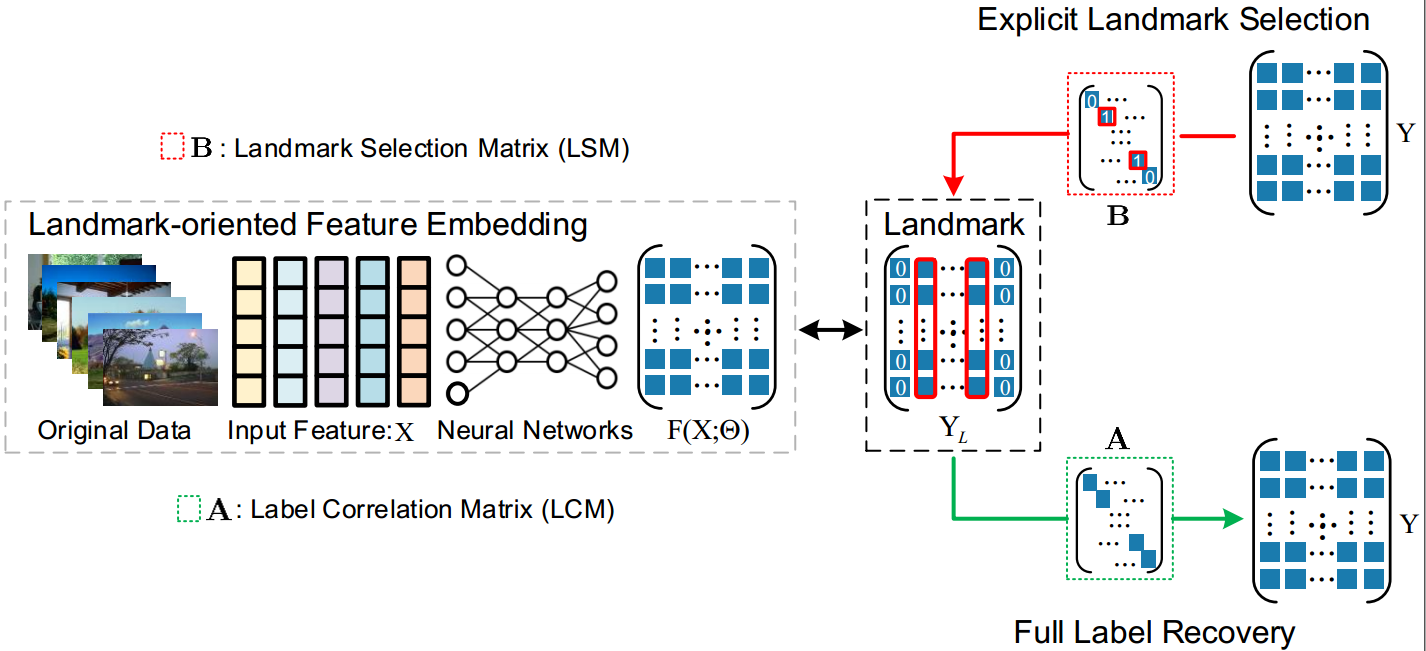 Explicit Landmark Selection
0 ...
1 ...
... 1
... 0
Y
B
B : Landmark Selection Matrix (LSM)
Landmark-oriented Feature Embedding
Original Data
Input Feature: X
Neural Networks
F(X;Θ)
Landmark
0 ... 0
0 ... 0
0 ... 0
0 ... 0
Y_L
A
A : Label Correlation Matrix (LCM)
Y
Full Label Recovery